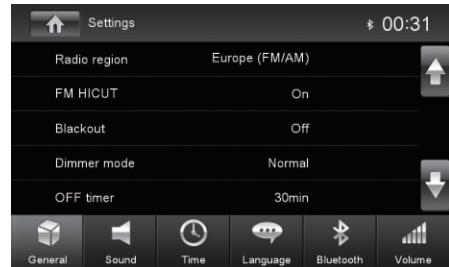 Settings 00:31
Radio region Europe (FM/AM)
FM HICUT On
Blackout Off
Dimmer mode Normal
OFF timer 30min
General Sound Time Language Bluetooth Volume